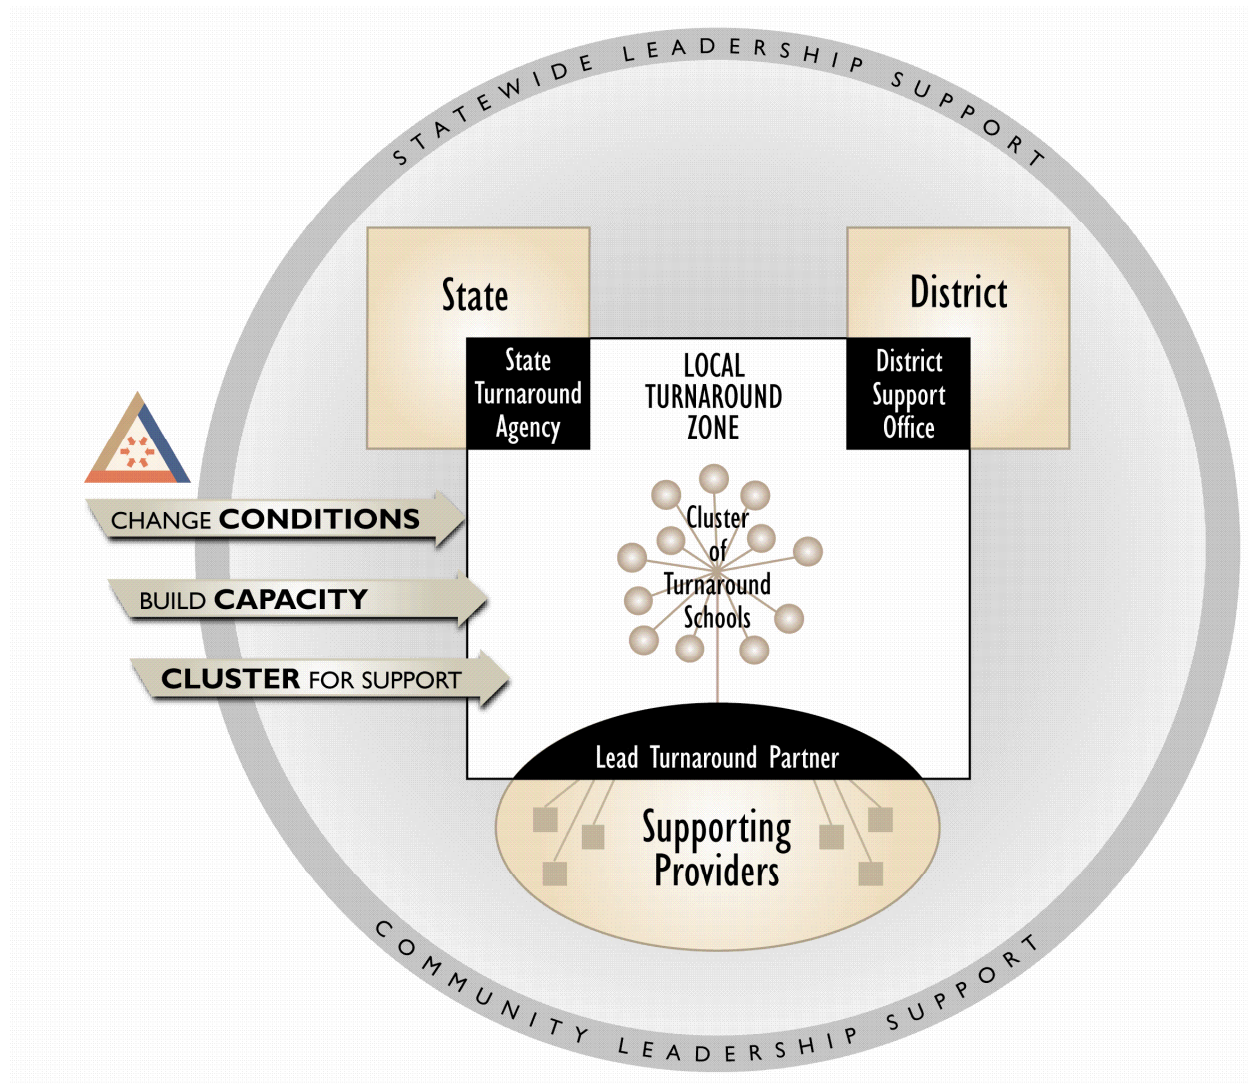 STATEWIDE LEADERSHIP SUPPORT
State
District
State
Turnaround
Agency
LOCAL
TURNAROUND
ZONE
District
Support
Office
CHANGE CONDITIONS
BUILD CAPACITY
CLUSTER FOR SUPPORT
Cluster
of
Turnaround
Schools
Lead Turnaround Partner
Supporting
Providers
COMMUNITY LEADERSHIP SUPPORT